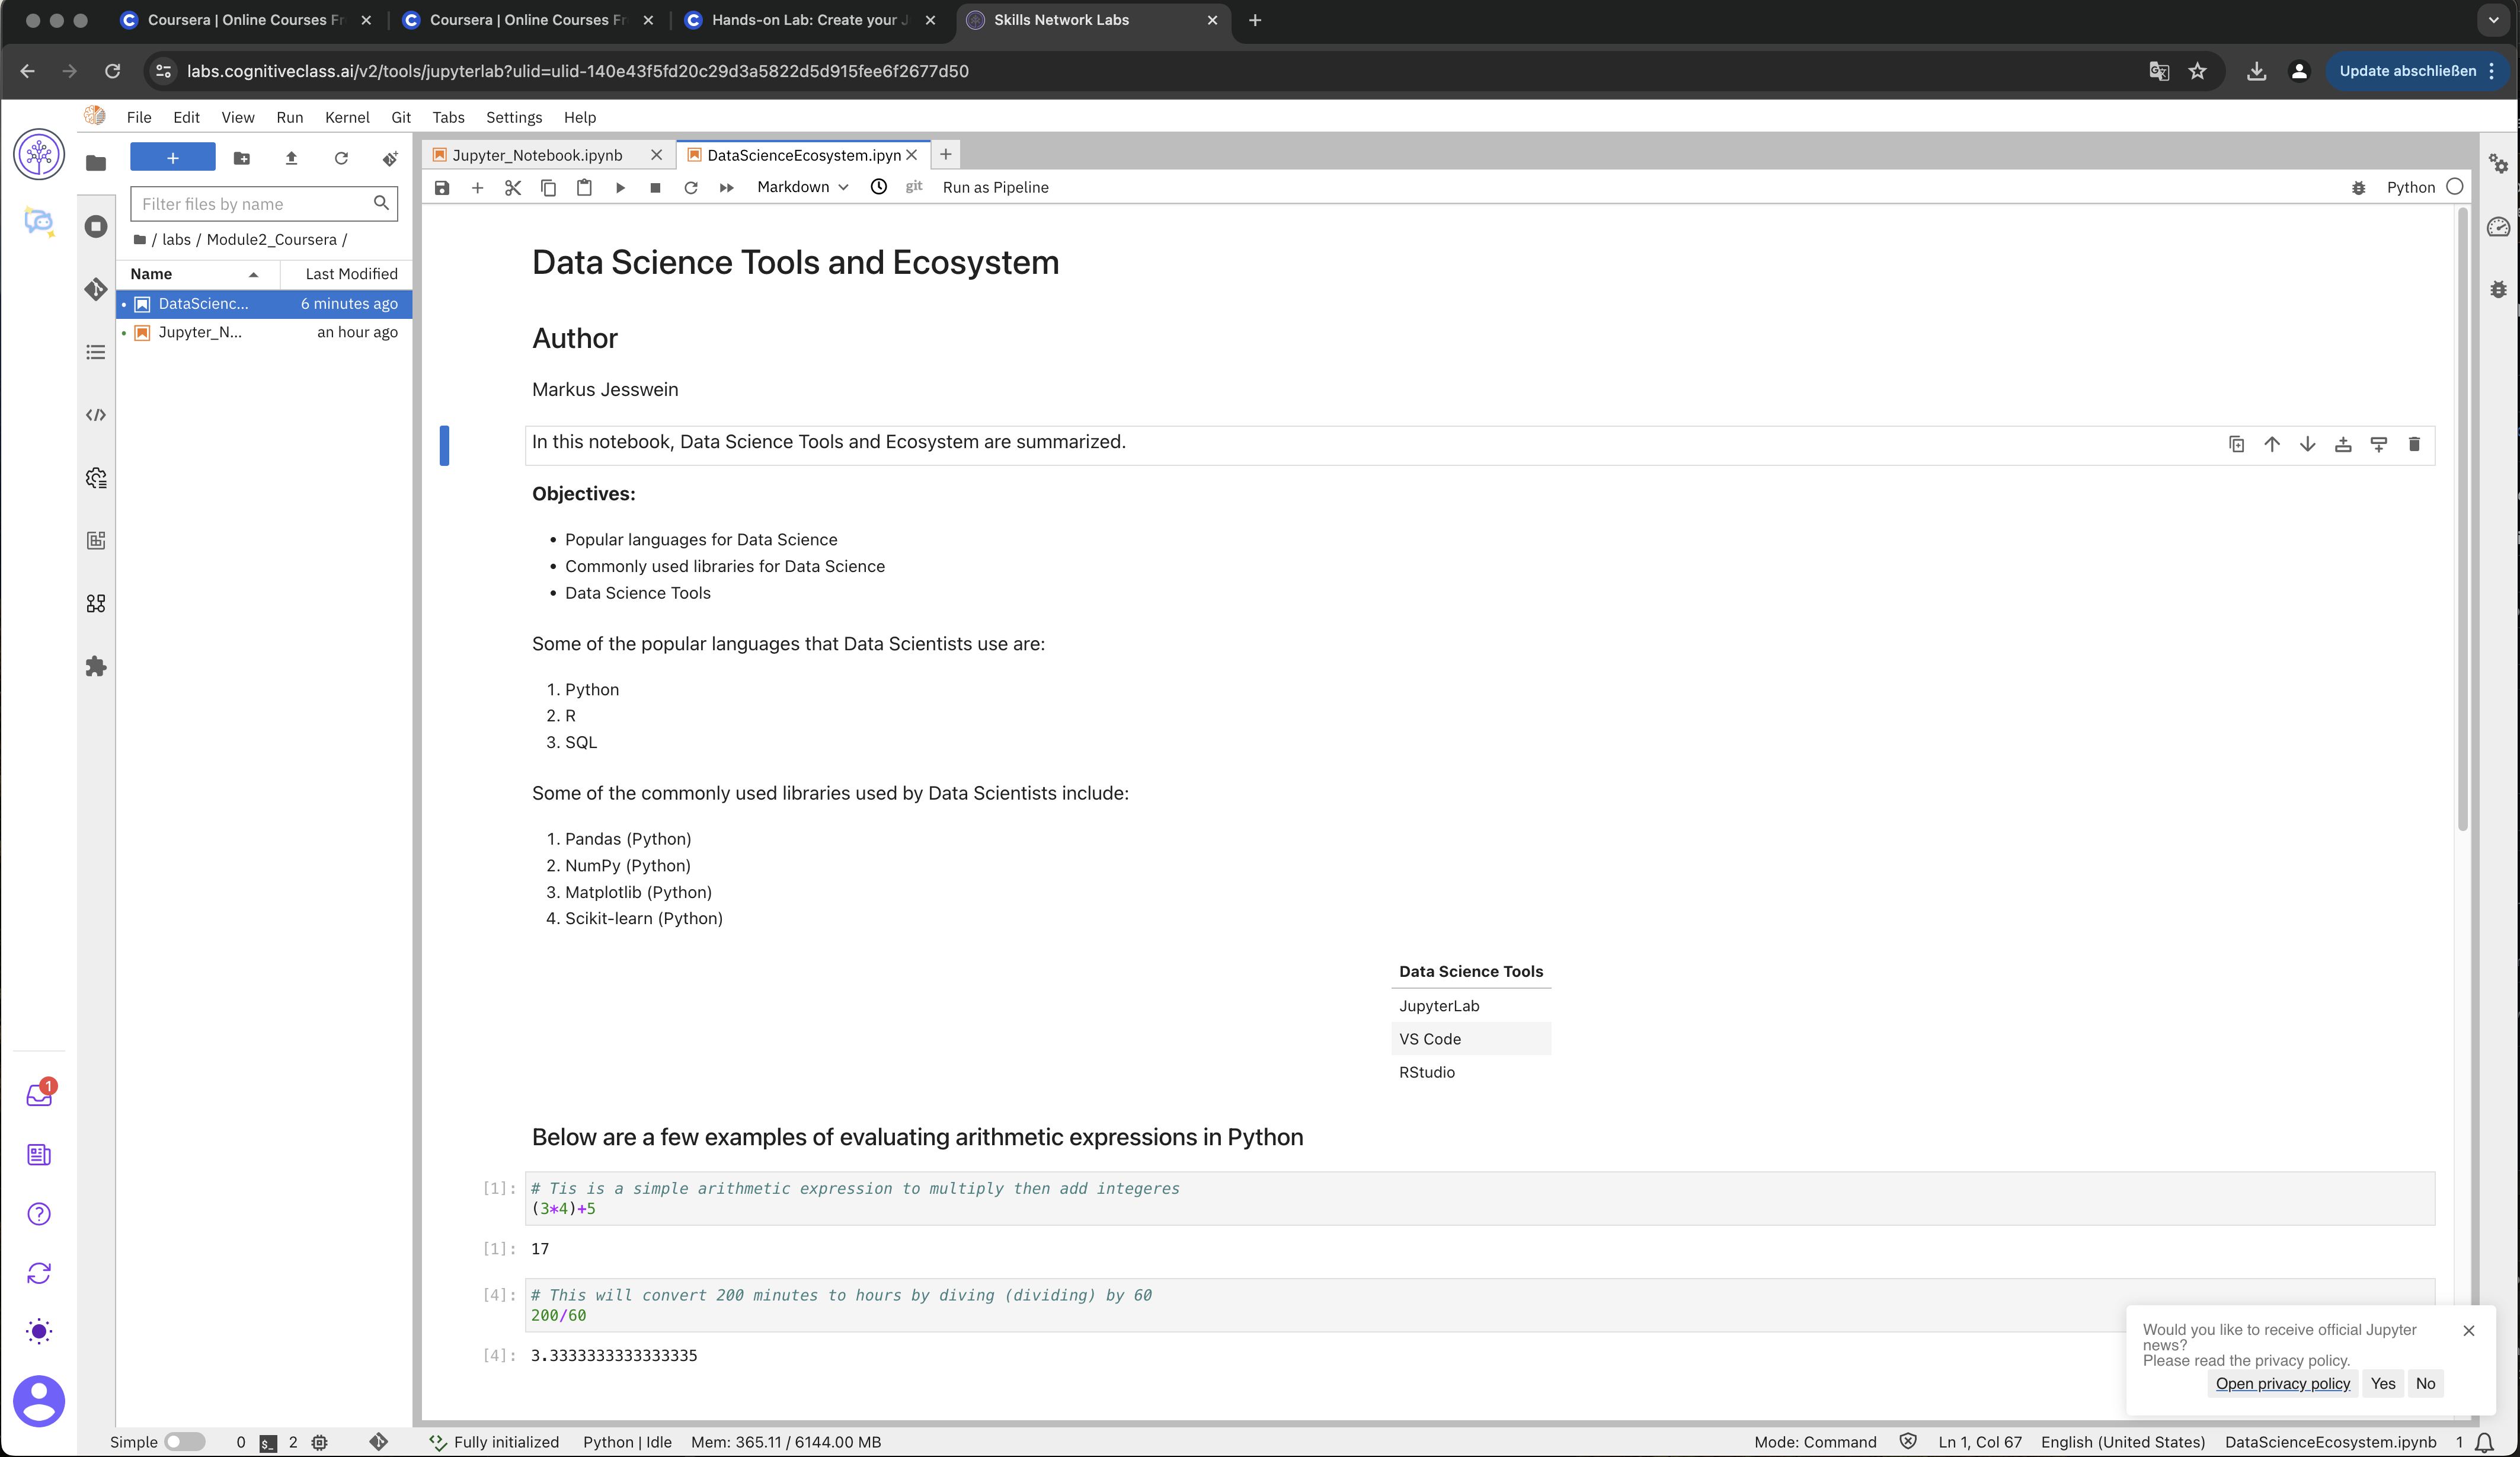 Coursera | Online Courses Fr
Coursera | Online Courses Fr
Hands-on Lab: Create your J
Skills Network Labs
labs.cognitiveclass.ai/v2/tools/jupyterlab?ulid=ulid-140e43f5fd20c29d3a5822d5d915fee6f2677d50
Update abschließen
File Edit View Run Kernel Git Tabs Settings Help
Jupyter_Notebook.ipynb
DataScienceEcosystem.ipyn
Markdown
git
Run as Pipeline
Python
Filter files by name
/ labs / Module2_Coursera /
Name Last Modified
DataScienc... 6 minutes ago
Jupyter_N... an hour ago
Data Science Tools and Ecosystem
Author
Markus Jesswein
In this notebook, Data Science Tools and Ecosystem are summarized.
Objectives:
• Popular languages for Data Science
• Commonly used libraries for Data Science
• Data Science Tools
Some of the popular languages that Data Scientists use are:
1. Python
2. R
3. SQL
Some of the commonly used libraries used by Data Scientists include:
1. Pandas (Python)
2. NumPy (Python)
3. Matplotlib (Python)
4. Scikit-learn (Python)
Data Science Tools
JupyterLab
VS Code
RStudio
Below are a few examples of evaluating arithmetic expressions in Python
[1]: # Tis is a simple arithmetic expression to multiply then add integeres
(3*4)+5
[1]: 17
[4]: # This will convert 200 minutes to hours by diving (dividing) by 60
200/60
[4]: 3.3333333333333335
1
Would you like to receive official Jupyter
news?
Please read the privacy policy.
Open privacy policy Yes No
Simple 0 $_ 2 Fully initialized Python | Idle Mem: 365.11 / 6144.00 MB Mode: Command Ln 1, Col 67 English (United States) DataScienceEcosystem.ipynb 1